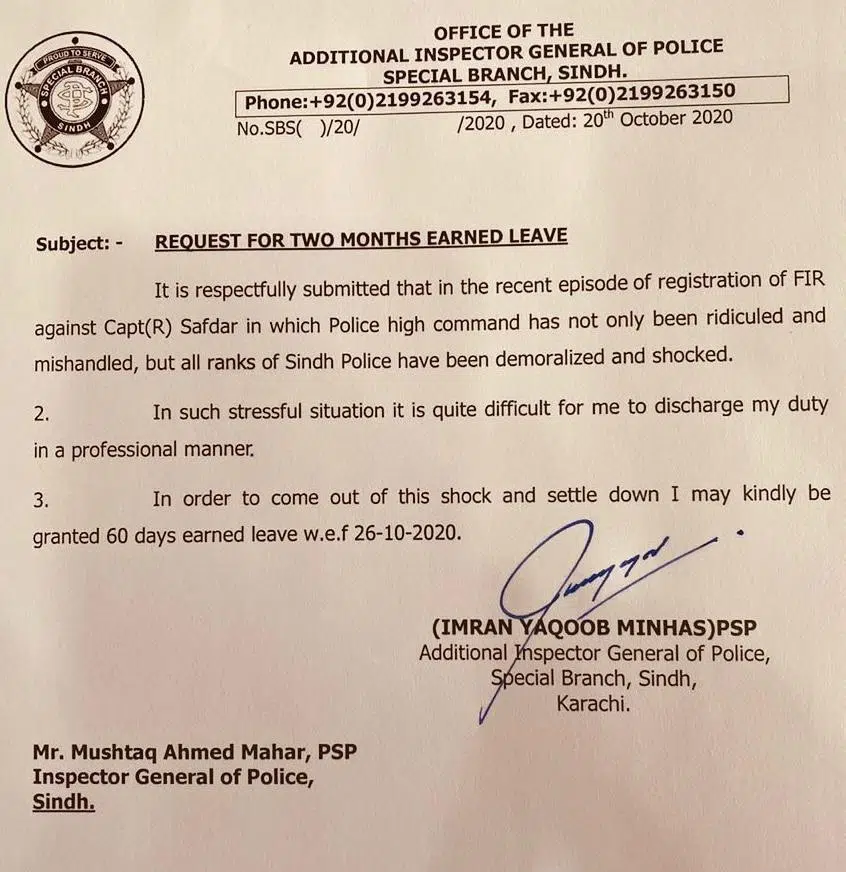 PROUD TO SERVE
SPECIAL BRANCH
SINDH
OFFICE OF THE
ADDITIONAL INSPECTOR GENERAL OF POLICE
SPECIAL BRANCH, SINDH.
Phone:+92(0)2199263154, Fax:+92(0)2199263150
No.SBS( )/20/ /2020 , Dated: 20th October 2020
Subject: - REQUEST FOR TWO MONTHS EARNED LEAVE
It is respectfully submitted that in the recent episode of registration of FIR
against Capt(R) Safdar in which Police high command has not only been ridiculed and
mishandled, but all ranks of Sindh Police have been demoralized and shocked.
2. In such stressful situation it is quite difficult for me to discharge my duty
in a professional manner.
3. In order to come out of this shock and settle down I may kindly be
granted 60 days earned leave w.e.f 26-10-2020.
(IMRAN YAQOOB MINHAS)PSP
Additional Inspector General of Police,
Special Branch, Sindh,
Karachi.
Mr. Mushtaq Ahmed Mahar, PSP
Inspector General of Police,
Sindh.